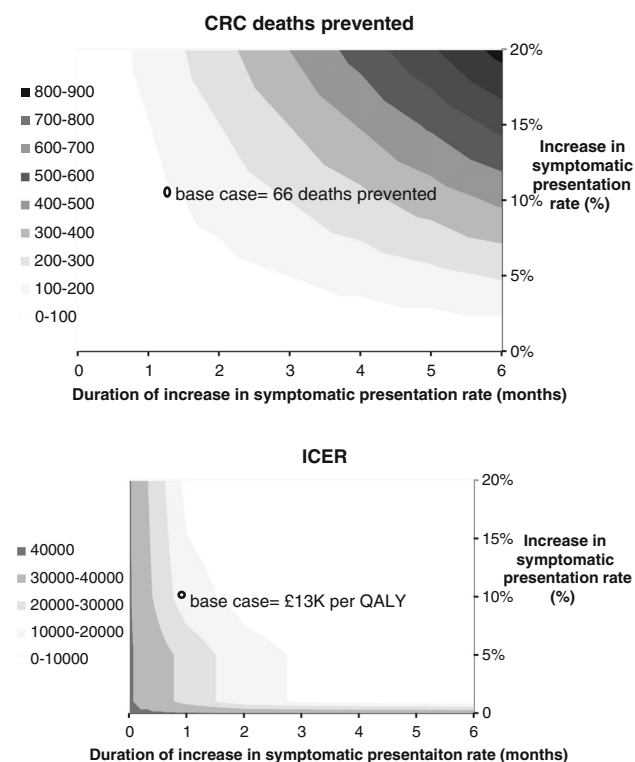 CRC deaths prevented
800-900
700-800
600-700
500-600
400-500
300-400
200-300
100-200
0-100
base case= 66 deaths prevented
20%
15%
10%
5%
0%
Increase in
symptomatic
presentation
rate (%)
0 1 2 3 4 5 6
Duration of increase in symptomatic presentation rate (months)
ICER
40000
30000-40000
20000-30000
10000-20000
0-10000
base case= £13K per QALY
20%
15%
10%
5%
0
Increase in
symptomatic
presentation rate
(%)
0 1 2 3 4 5 6
Duration of increase in symptomatic presentaiton rate (months)